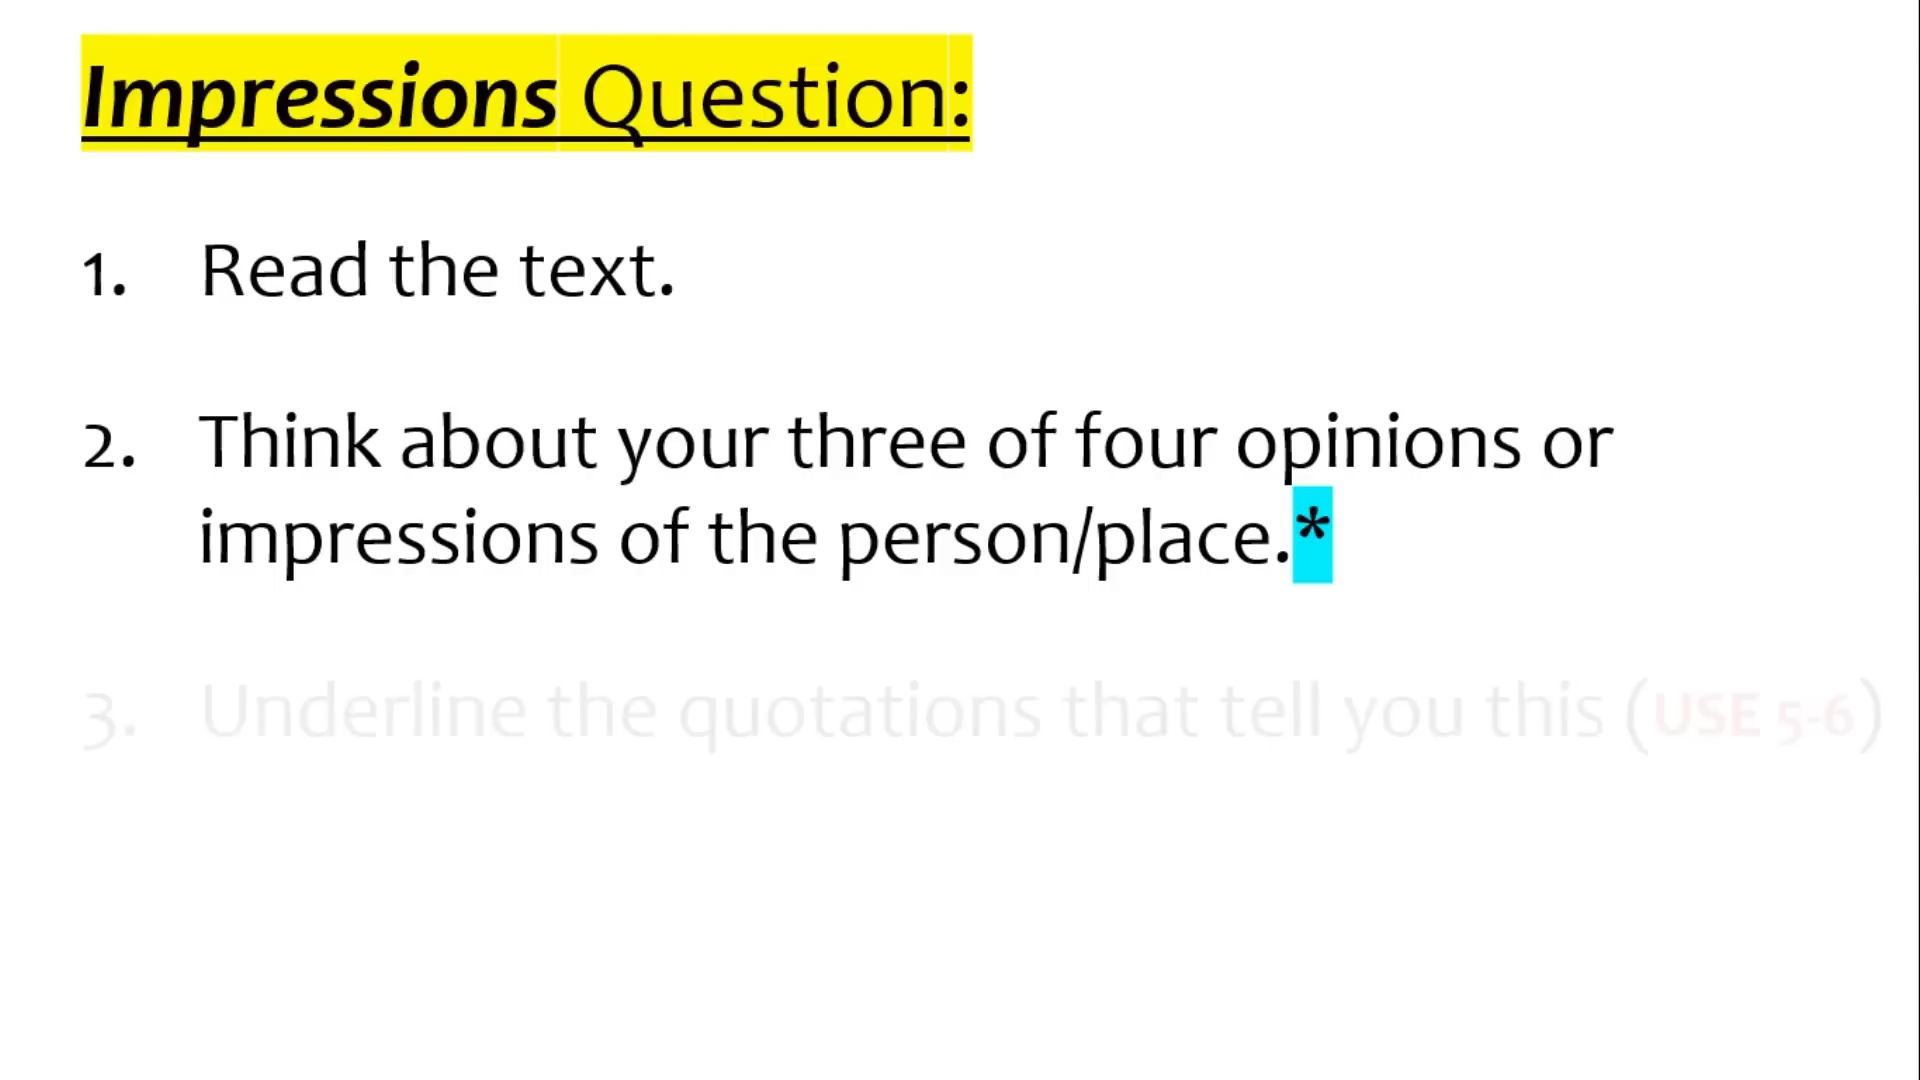 Impressions Question:
1. Read the text.
2. Think about your three of four opinions or
impressions of the person/place.*
3. Underline the quotations that tell you this (USE 5-6)